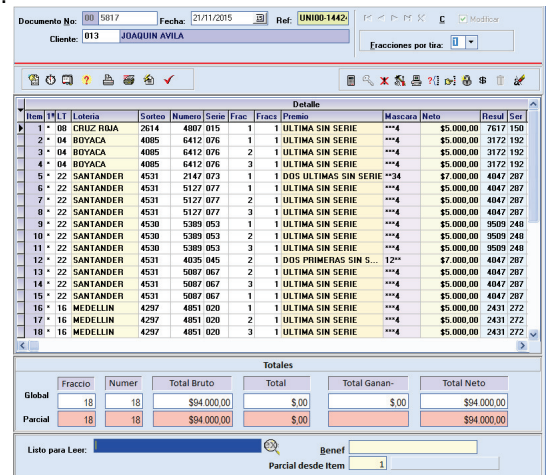 Documento No: 00 5817 Fecha: 21/11/2015 Ref: UNI00-1442 C Modificar
Cliente: 013 JOAQUIN AVILA Fracciones por tira: 1
Detalle
Item 1ª LT Loteria Sorteo Numero Serie Frac Fracs Premio Mascara Neto Resul Ser
1 * 08 CRUZ ROJA 2614 4807 015 1 1 ULTIMA SIN SERIE ***4 $5.000,00 7617 150
2 * 04 BOYACA 4085 6412 076 1 1 ULTIMA SIN SERIE ***4 $5.000,00 3172 192
3 * 04 BOYACA 4085 6412 076 2 1 ULTIMA SIN SERIE ***4 $5.000,00 3172 192
4 * 04 BOYACA 4085 6412 076 3 1 ULTIMA SIN SERIE ***4 $5.000,00 3172 192
5 * 22 SANTANDER 4531 2147 073 1 1 DOS ULTIMAS SIN SERIE **34 $7.000,00 4047 287
6 * 22 SANTANDER 4531 5127 077 1 1 ULTIMA SIN SERIE ***4 $5.000,00 4047 287
7 * 22 SANTANDER 4531 5127 077 2 1 ULTIMA SIN SERIE ***4 $5.000,00 4047 287
8 * 22 SANTANDER 4531 5127 077 3 1 ULTIMA SIN SERIE ***4 $5.000,00 4047 287
9 * 22 SANTANDER 4530 5389 053 1 1 ULTIMA SIN SERIE ***4 $5.000,00 9509 248
10 * 22 SANTANDER 4530 5389 053 2 1 ULTIMA SIN SERIE ***4 $5.000,00 9509 248
11 * 22 SANTANDER 4530 5389 053 3 1 ULTIMA SIN SERIE ***4 $5.000,00 9509 248
12 * 22 SANTANDER 4531 4035 045 2 1 DOS PRIMERAS SIN S... 12** $7.000,00 4047 287
13 * 22 SANTANDER 4531 5087 067 2 1 ULTIMA SIN SERIE ***4 $5.000,00 4047 287
14 * 22 SANTANDER 4531 5087 067 3 1 ULTIMA SIN SERIE ***4 $5.000,00 4047 287
15 * 22 SANTANDER 4531 5087 067 1 1 ULTIMA SIN SERIE ***4 $5.000,00 4047 287
16 * 16 MEDELLIN 4297 4851 020 1 1 ULTIMA SIN SERIE ***4 $5.000,00 2431 272
17 * 16 MEDELLIN 4297 4851 020 2 1 ULTIMA SIN SERIE ***4 $5.000,00 2431 272
18 * 16 MEDELLIN 4297 4851 020 3 1 ULTIMA SIN SERIE ***4 $5.000,00 2431 272
Totales
Fraccio Numer Total Bruto Total Total Ganan- Total Neto
Global 18 18 $94.000,00 $,00 $,00 $94.000,00
Parcial 18 18 $94.000,00 $,00 $94.000,00
Listo para Leer: Benef
Parcial desde Item 1